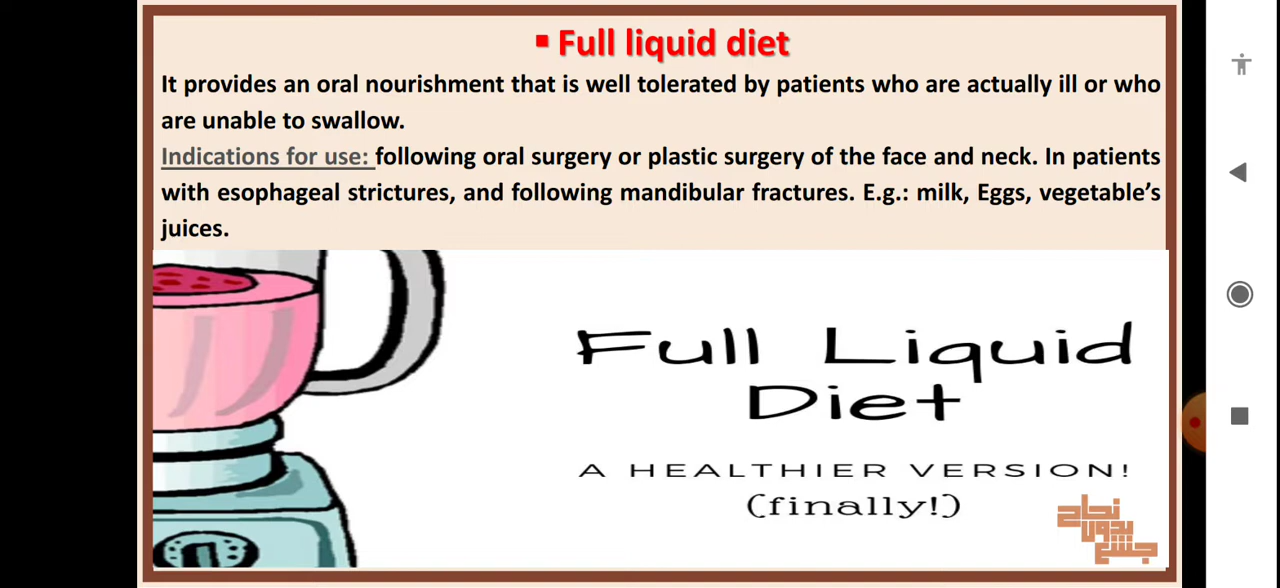 ▪ Full liquid diet
It provides an oral nourishment that is well tolerated by patients who are actually ill or who
are unable to swallow.
Indications for use: following oral surgery or plastic surgery of the face and neck. In patients
with esophageal strictures, and following mandibular fractures. E.g.: milk, Eggs, vegetable’s
juices.
Full Liquid
Diet
A HEALTHIER VERSION!
(finally!)
نجاح
بدون
جشع